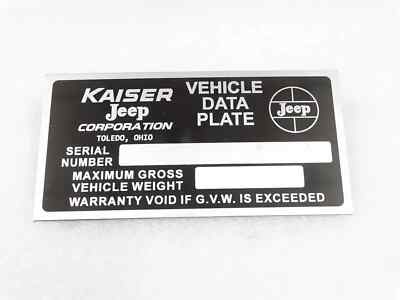 KAISER
Jeep
CORPORATION
TOLEDO, OHIO
VEHICLE
DATA
PLATE
Jeep
SERIAL
NUMBER
MAXIMUM GROSS
VEHICLE WEIGHT
WARRANTY VOID IF G.V.W. IS EXCEEDED